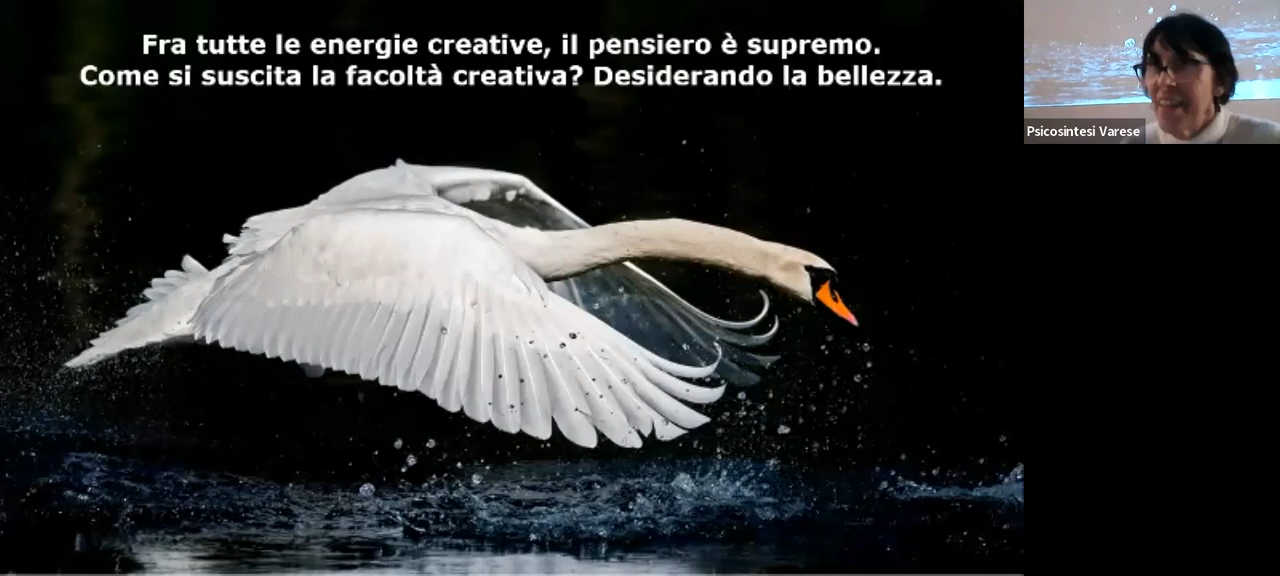 Fra tutte le energie creative, il pensiero è supremo.
Come si suscita la facoltà creativa? Desiderando la bellezza.
Psicosintesi Varese